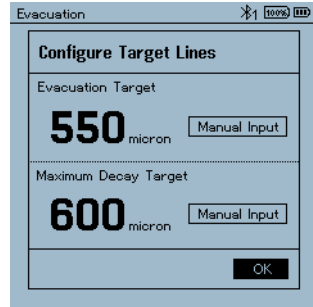 Evacuation 1 100%
Configure Target Lines
Evacuation Target
550 micron Manual Input
Maximum Decay Target
600 micron Manual Input
OK